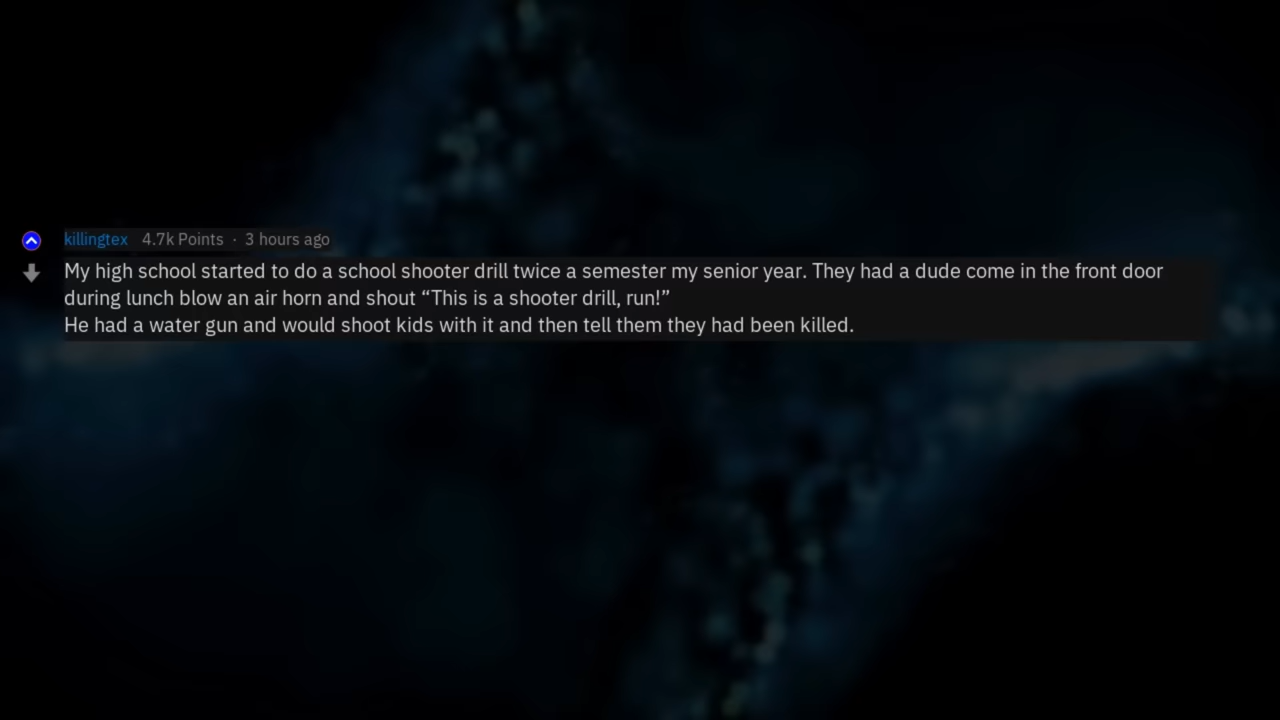 killingtex 4.7k Points · 3 hours ago
My high school started to do a school shooter drill twice a semester my senior year. They had a dude come in the front door
during lunch blow an air horn and shout “This is a shooter drill, run!”
He had a water gun and would shoot kids with it and then tell them they had been killed.